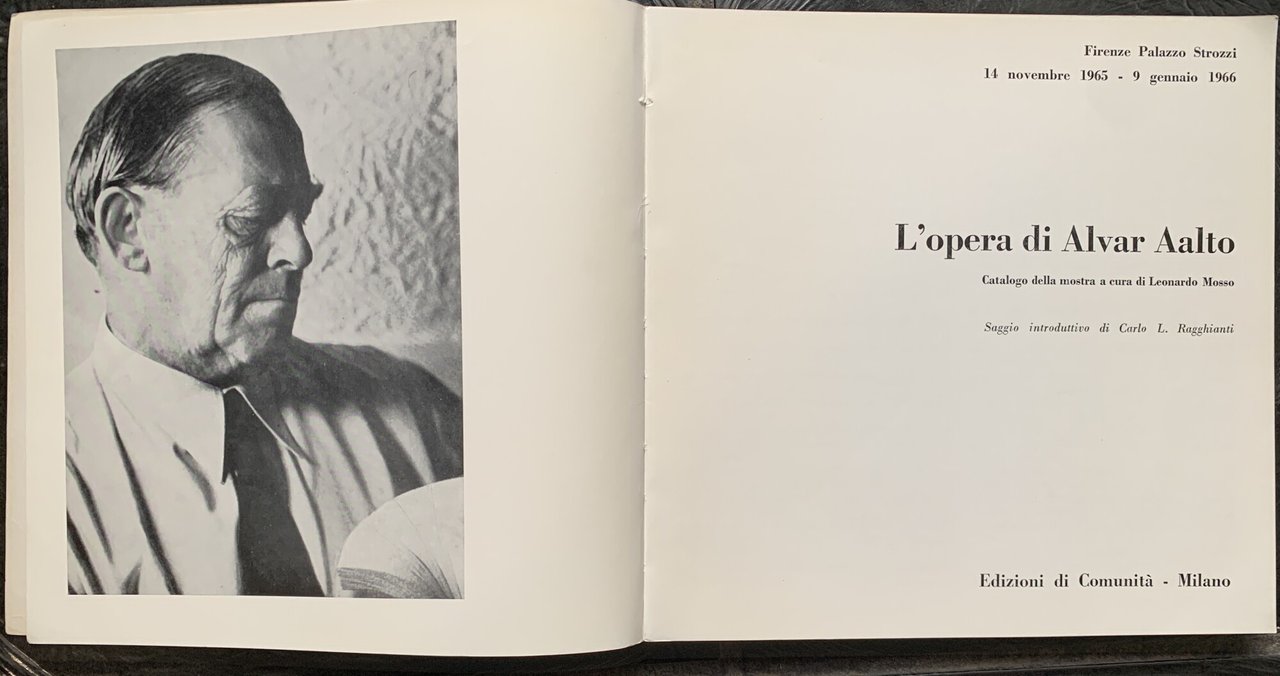 Firenze Palazzo Strozzi
14 novembre 1965 - 9 gennaio 1966
L'opera di Alvar Aalto
Catalogo della mostra a cura di Leonardo Mosso
Saggio introduttivo di Carlo L. Ragghianti
Edizioni di Comunità - Milano